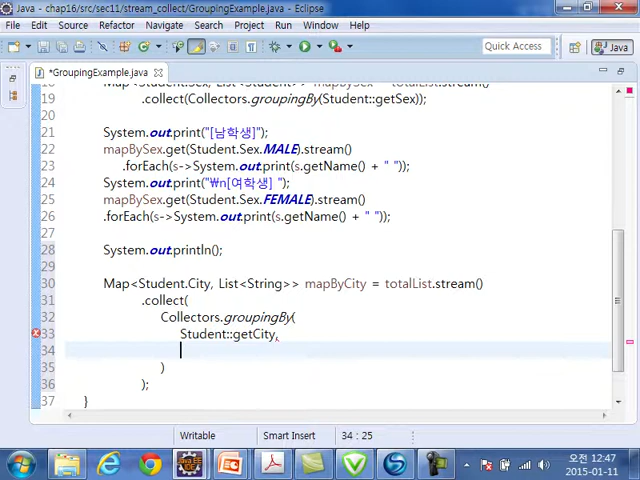 Java - chap16/src/sec11/stream_collect/GroupingExample.java - Eclipse
File Edit Source Refactor Navigate Search Project Run Window Help
Quick Access
Java
*GroupingExample.java
19 .collect(Collectors.groupingBy(Student::getSex));
20
21 System.out.print("[남학생]");
22 mapBySex.get(Student.Sex.MALE).stream()
23 .forEach(s->System.out.print(s.getName() + " "));
24 System.out.print("₩n[여학생] ");
25 mapBySex.get(Student.Sex.FEMALE).stream()
26 .forEach(s->System.out.print(s.getName() + " "));
27
28 System.out.println();
29
30 Map<Student.City, List<String>> mapByCity = totalList.stream()
31 .collect(
32 Collectors.groupingBy(
33 Student::getCity,
34
35 )
36 );
37 }
Writable Smart Insert 34 : 25
오전 12:47
2015-01-11